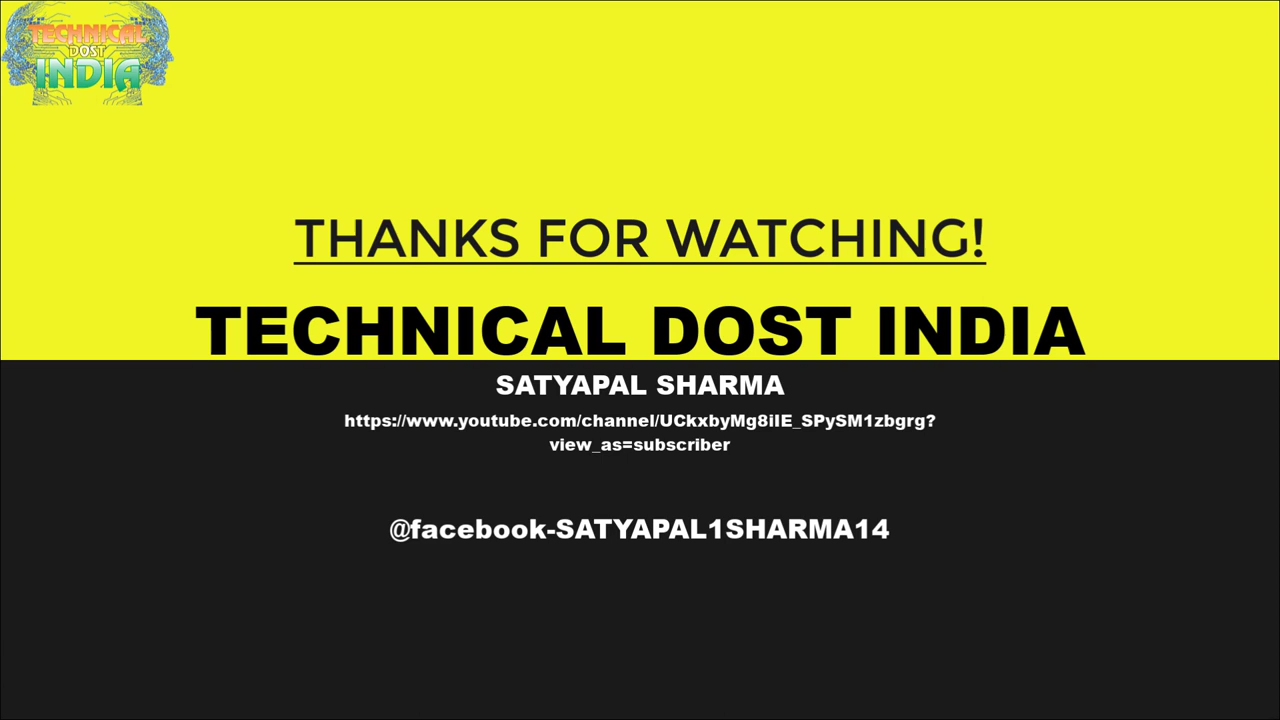 TECHNICAL
DOST
INDIA
THANKS FOR WATCHING!
TECHNICAL DOST INDIA
SATYAPAL SHARMA
https://www.youtube.com/channel/UCkxbyMg8iIE_SPySM1zbgrg?
view_as=subscriber
@facebook-SATYAPAL1SHARMA14